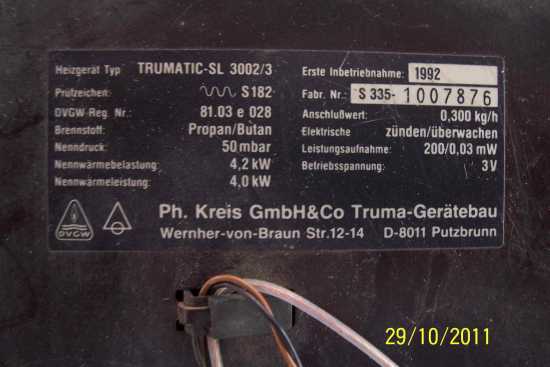 Heizgerät Typ TRUMATIC-SL 3002/3
Prüfzeichen: S182
DVGW-Reg. Nr.: 81.03 e 028
Brennstoff: Propan/Butan
Nenndruck: 50 mbar
Nennwärmebelastung: 4,2 kW
Nennwärmeleistung: 4,0 kW
Erste Inbetriebnahme: 1992
Fabr. Nr.: S 335- 1007876
Anschlußwert: 0,300 kg/h
Elektrische zünden/überwachen
Leistungsaufnahme: 200/0,03 mW
Betriebsspannung: 3V
DVGW
Ph. Kreis GmbH&Co Truma-Gerätebau
Wernher-von-Braun Str.12-14 D-8011 Putzbrunn
29/10/2011